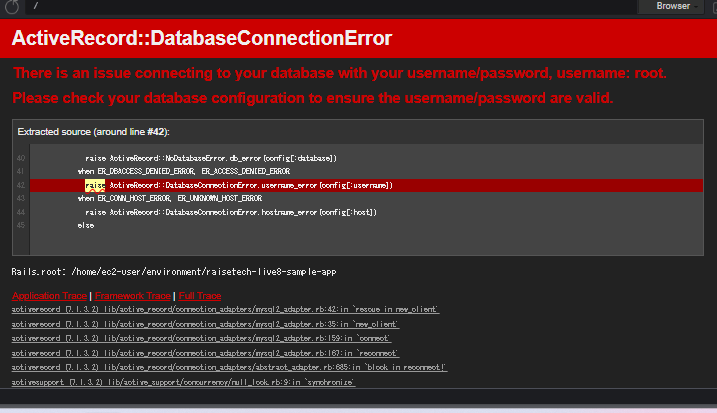 /
Browser
ActiveRecord::DatabaseConnectionError
There is an issue connecting to your database with your username/password, username: root.
Please check your database configuration to ensure the username/password are valid.
Extracted source (around line #42):
40 raise ActiveRecord::NoDatabaseError.db_error(config[:database])
41 when ER_DBACCESS_DENIED_ERROR, ER_ACCESS_DENIED_ERROR
42 raise ActiveRecord::DatabaseConnectionError.username_error(config[:username])
43 when ER_CONN_HOST_ERROR, ER_UNKNOWN_HOST_ERROR
44 raise ActiveRecord::DatabaseConnectionError.hostname_error(config[:host])
45 else
Rails.root: /home/ec2-user/environment/raisetech-live8-sample-app
Application Trace | Framework Trace | Full Trace
activerecord (7.1.3.2) lib/active_record/connection_adapters/mysql2_adapter.rb:42:in `rescue in new_client'
activerecord (7.1.3.2) lib/active_record/connection_adapters/mysql2_adapter.rb:35:in `new_client'
activerecord (7.1.3.2) lib/active_record/connection_adapters/mysql2_adapter.rb:159:in `connect'
activerecord (7.1.3.2) lib/active_record/connection_adapters/mysql2_adapter.rb:167:in `reconnect'
activerecord (7.1.3.2) lib/active_record/connection_adapters/abstract_adapter.rb:685:in `block in reconnect!'
activesupport (7.1.3.2) lib/active_support/concurrency/null_lock.rb:9:in `synchronize'